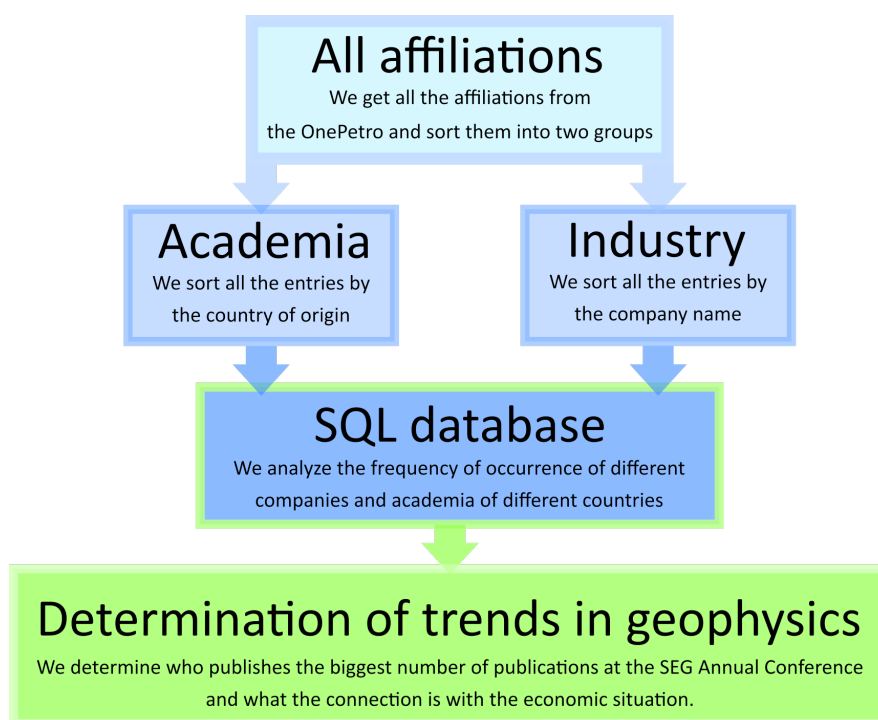 All affiliations
We get all the affiliations from
the OnePetro and sort them into two groups
Academia
We sort all the entries by
the country of origin
Industry
We sort all the entries by
the company name
SQL database
We analyze the frequency of occurrence of different
companies and academia of different countries
Determination of trends in geophysics
We determine who publishes the biggest number of publications at the SEG Annual Conference
and what the connection is with the economic situation.